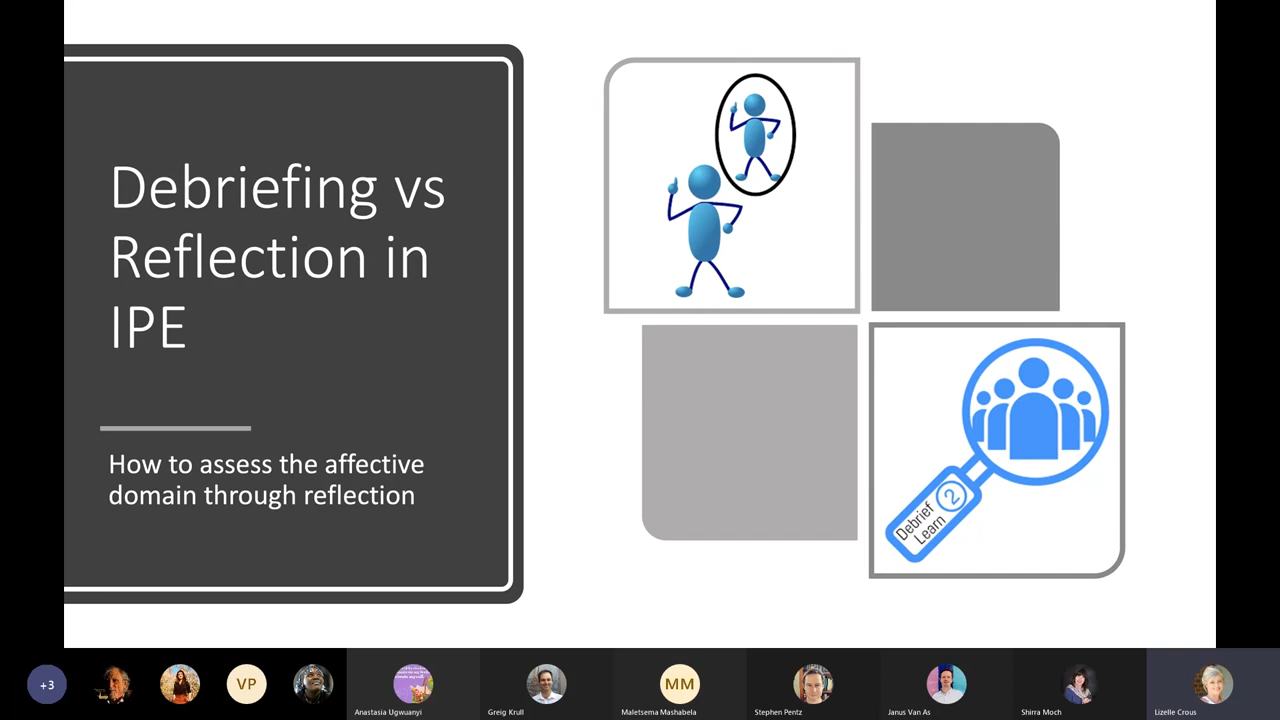 Debriefing vs
Reflection in
IPE
How to assess the affective
domain through reflection
Debrief
Learn
2
+3
VP
MM
Anastasia Ugwuanyi
Greig Krull
Maletsema Mashabela
Stephen Pentz
Janus Van As
Shirra Moch
Lizelle Crous